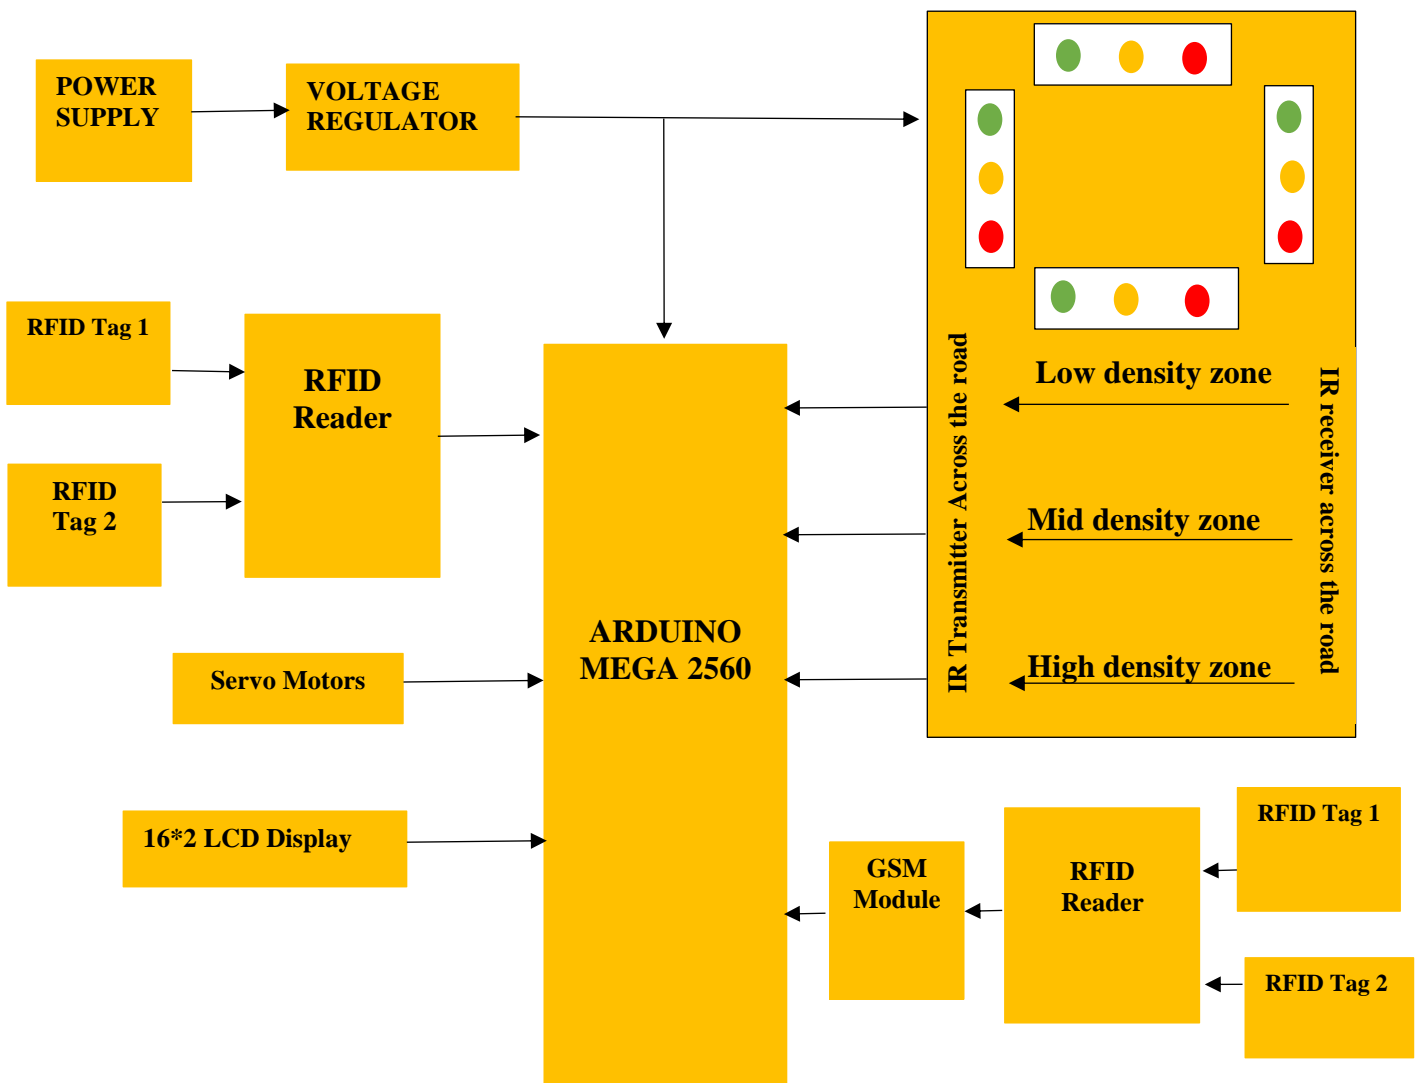 POWER
SUPPLY
VOLTAGE
REGULATOR
RFID Tag 1
RFID
Tag 2
RFID
Reader
Servo Motors
16*2 LCD Display
ARDUINO
MEGA 2560
IR Transmitter Across the road
Low density zone
Mid density zone
High density zone
IR receiver across the road
GSM
Module
RFID
Reader
RFID Tag 1
RFID Tag 2